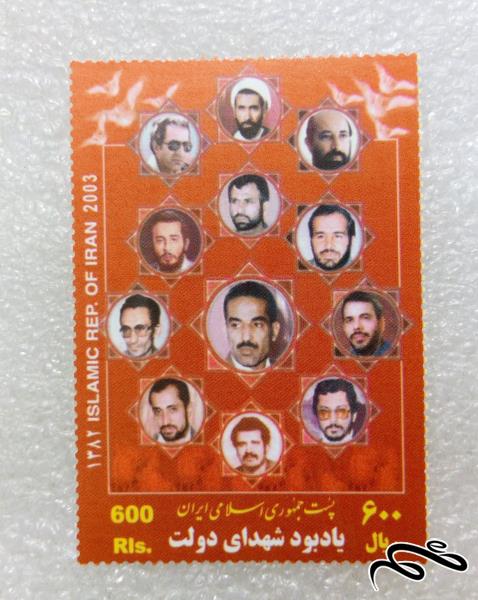 ۱۳۸۲ ISLAMIC REP. OF IRAN 2003
پست جمهوری اسلامی ایران
600
۶۰۰
Rls.
یادبود شهدای دولت
ریال